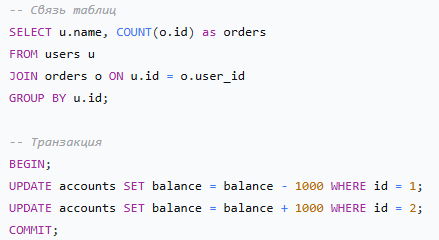 -- Связь таблиц
SELECT u.name, COUNT(o.id) as orders
FROM users u
JOIN orders o ON u.id = o.user_id
GROUP BY u.id;

-- Транзакция
BEGIN;
UPDATE accounts SET balance = balance - 1000 WHERE id = 1;
UPDATE accounts SET balance = balance + 1000 WHERE id = 2;
COMMIT;